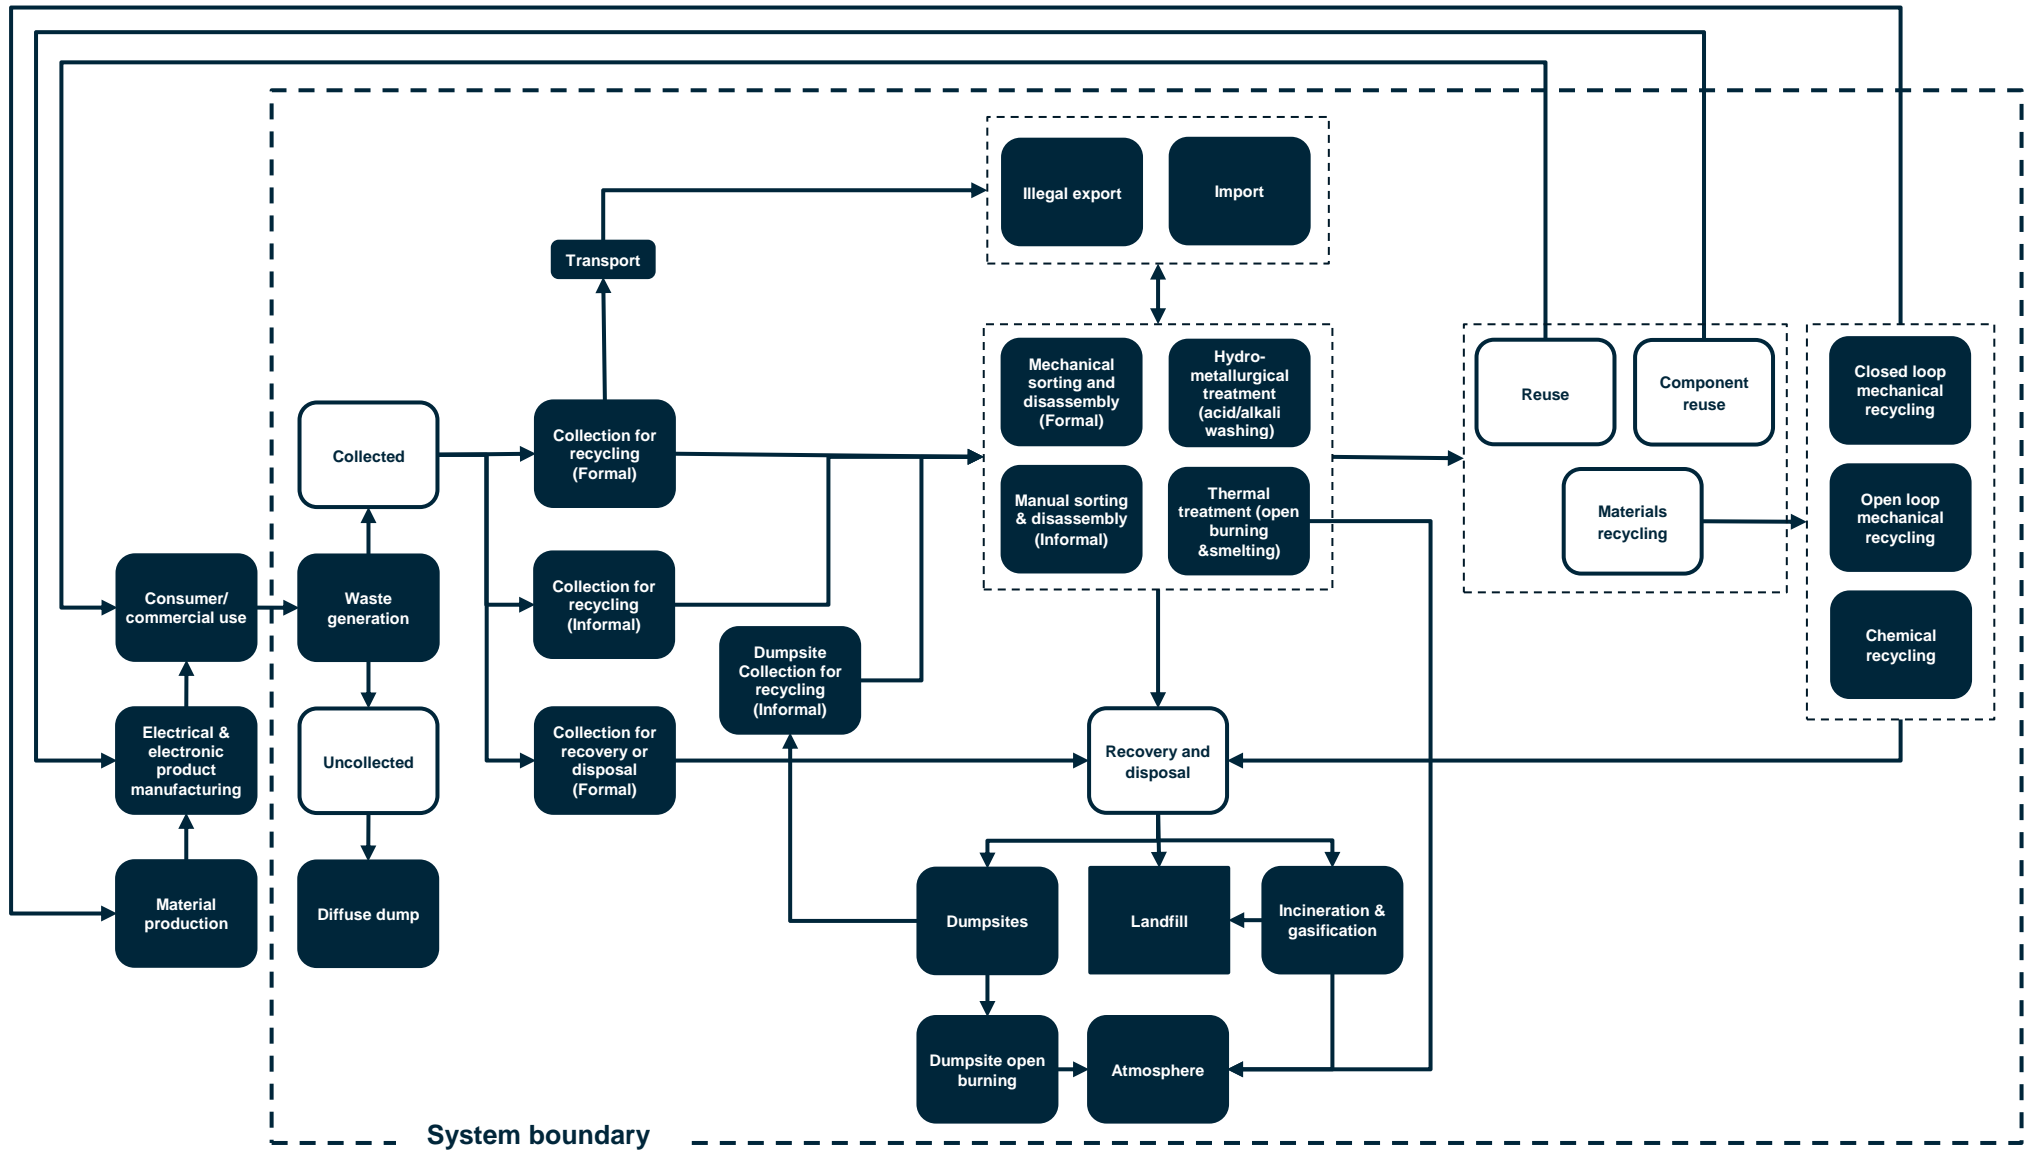 Illegal export
Import
Transport
Mechanical
sorting and
disassembly
(Formal)
Hydro-
metallurgical
treatment
(acid/alkali
washing)
Manual sorting
& disassembly
(Informal)
Thermal
treatment (open
burning
&smelting)
Reuse
Component
reuse
Materials
recycling
Closed loop
mechanical
recycling
Open loop
mechanical
recycling
Chemical
recycling
Collected
Collection for
recycling
(Formal)
Consumer/
commercial use
Waste
generation
Collection for
recycling
(Informal)
Dumpsite
Collection for
recycling
(Informal)
Electrical &
electronic
product
manufacturing
Uncollected
Collection for
recovery or
disposal
(Formal)
Recovery and
disposal
Material
production
Diffuse dump
Dumpsites
Landfill
Incineration &
gasification
Dumpsite open
burning
Atmosphere
System boundary